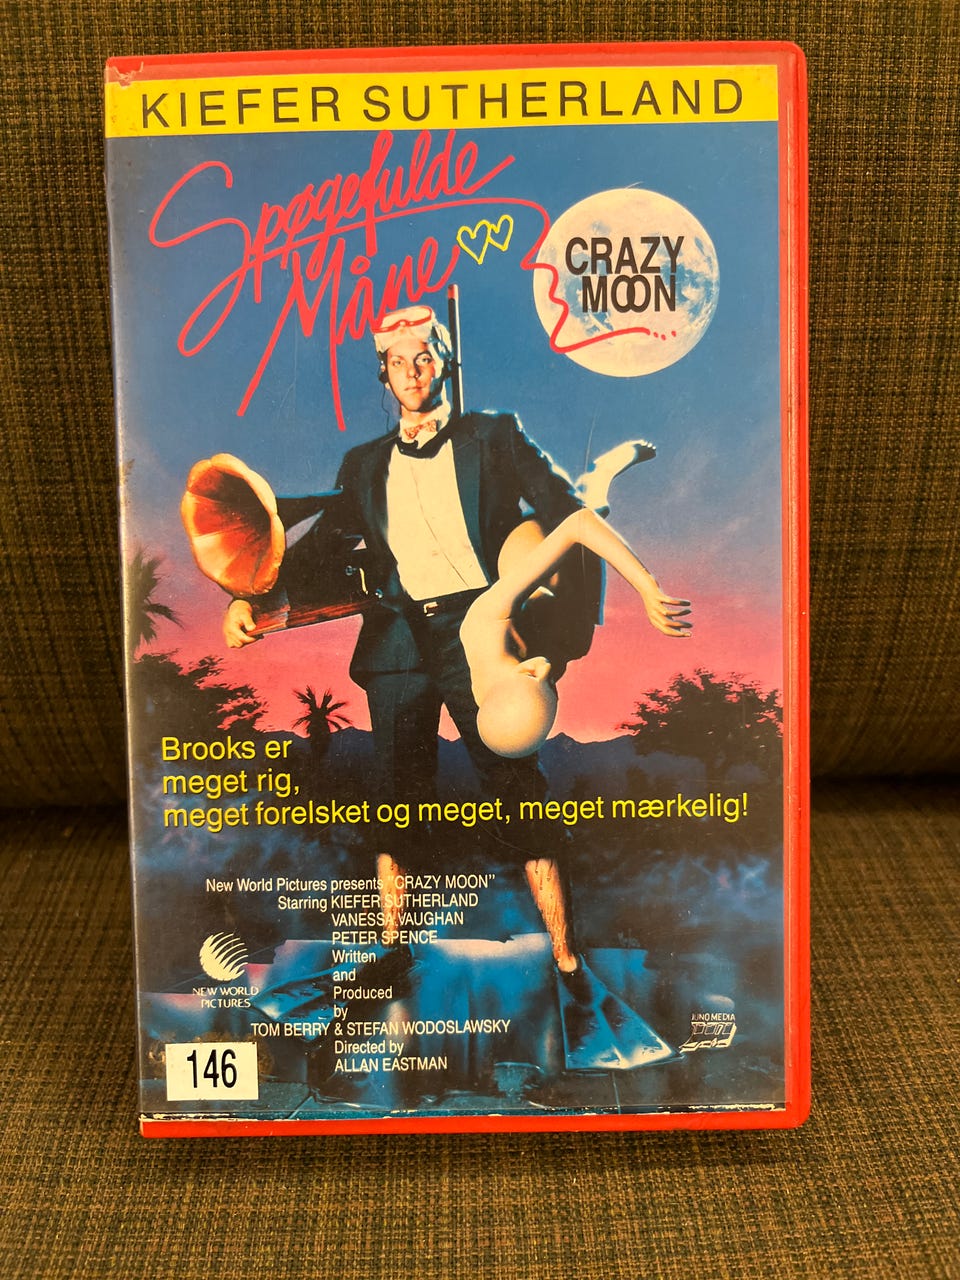 KIEFER SUTHERLAND
Spøgefulde
Måne
CRAZY
MOON
Brooks er
meget rig,
meget forelsket og meget, meget mærkelig!
New World Pictures presents "CRAZY MOON"
Starring KIEFER SUTHERLAND
VANESSA VAUGHAN
PETER SPENCE
Written
and
Produced
by
TOM BERRY & STEFAN WODOSLAWSKY
Directed by
ALLAN EASTMAN
NEW WORLD
PICTURES
JUNO MEDIA
146